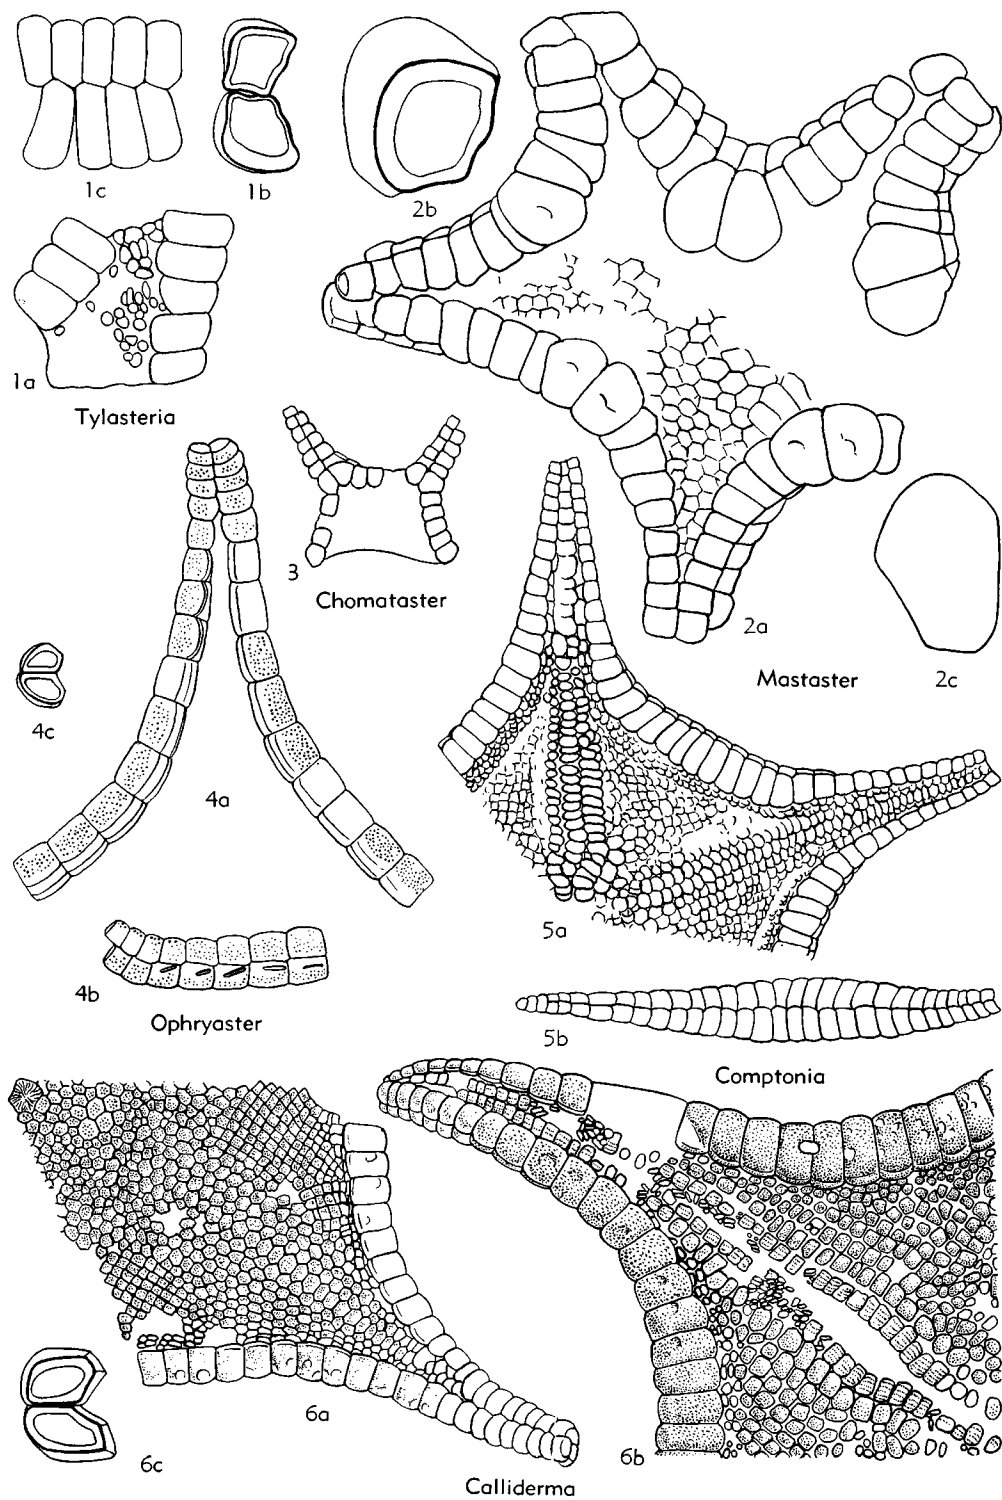 1c
1b
2b
1a
Tylasteria
3
Chomataster
2a
Mastaster
2c
4c
4a
5a
4b
Ophryaster
5b
Comptonia
6a
6b
6c
Calliderma